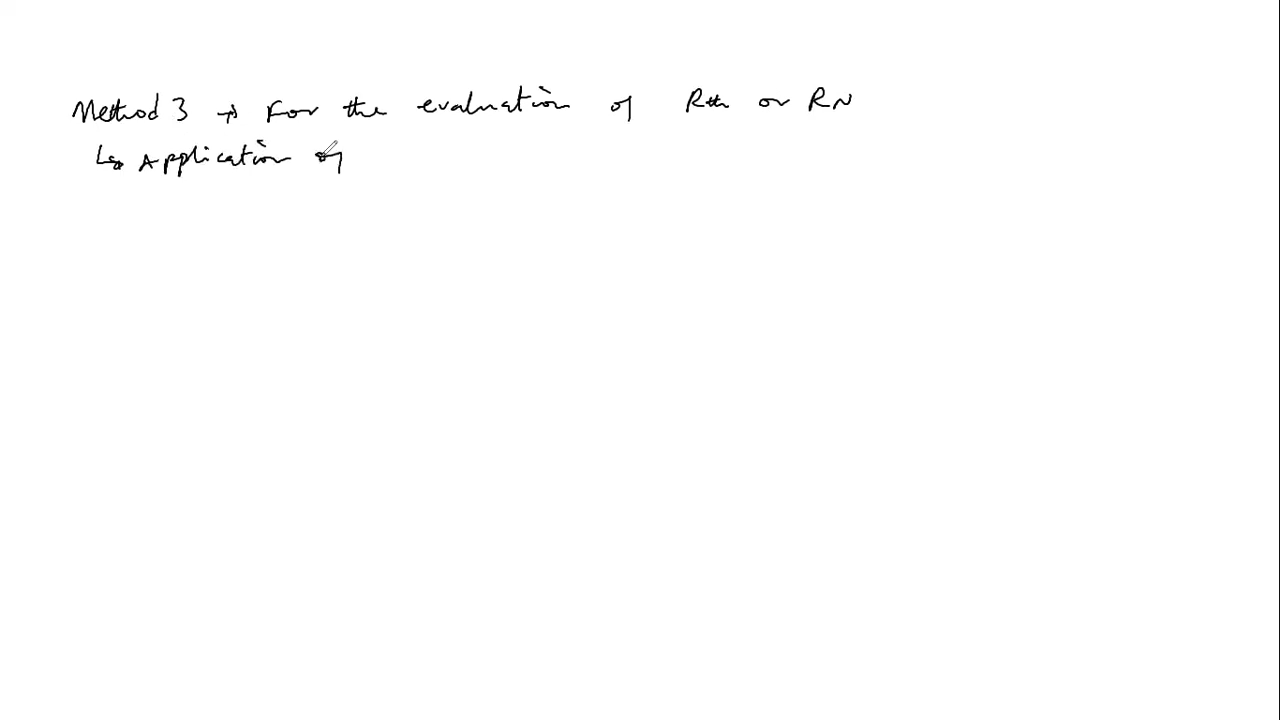 Method 3 → For the evaluation of Rth or RN
↳ Application of